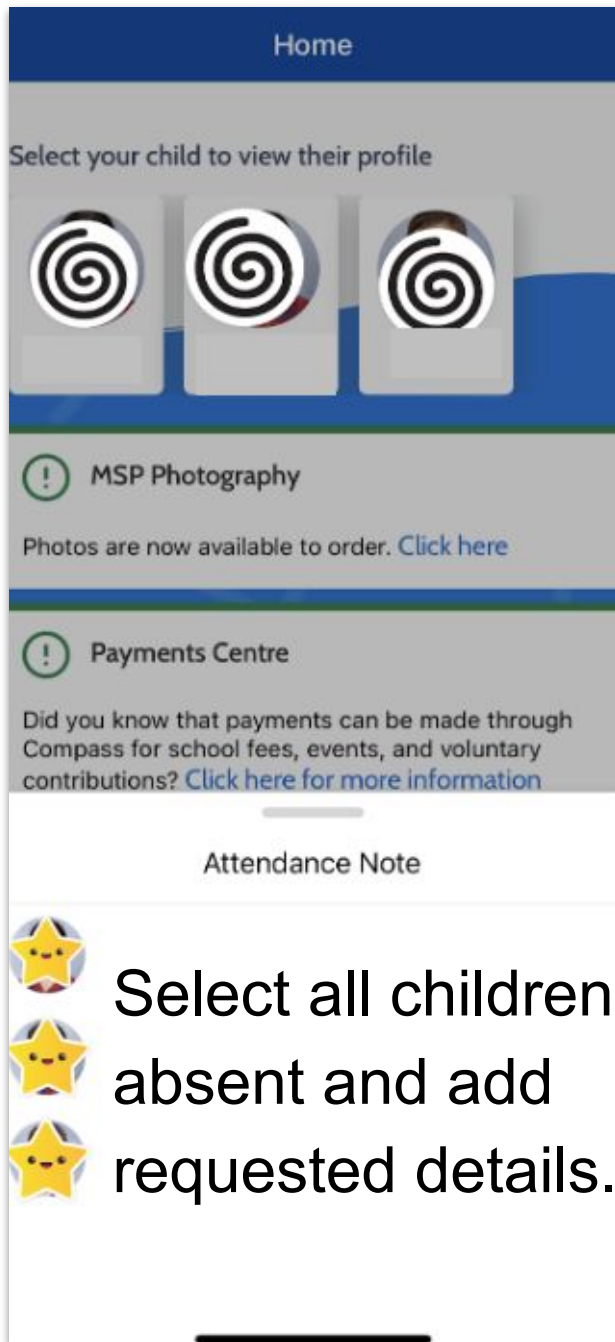 Home
Select your child to view their profile
MSP Photography
Photos are now available to order. Click here
Payments Centre
Did you know that payments can be made through
Compass for school fees, events, and voluntary
contributions? Click here for more information
Attendance Note
Select all children
absent and add
requested details.